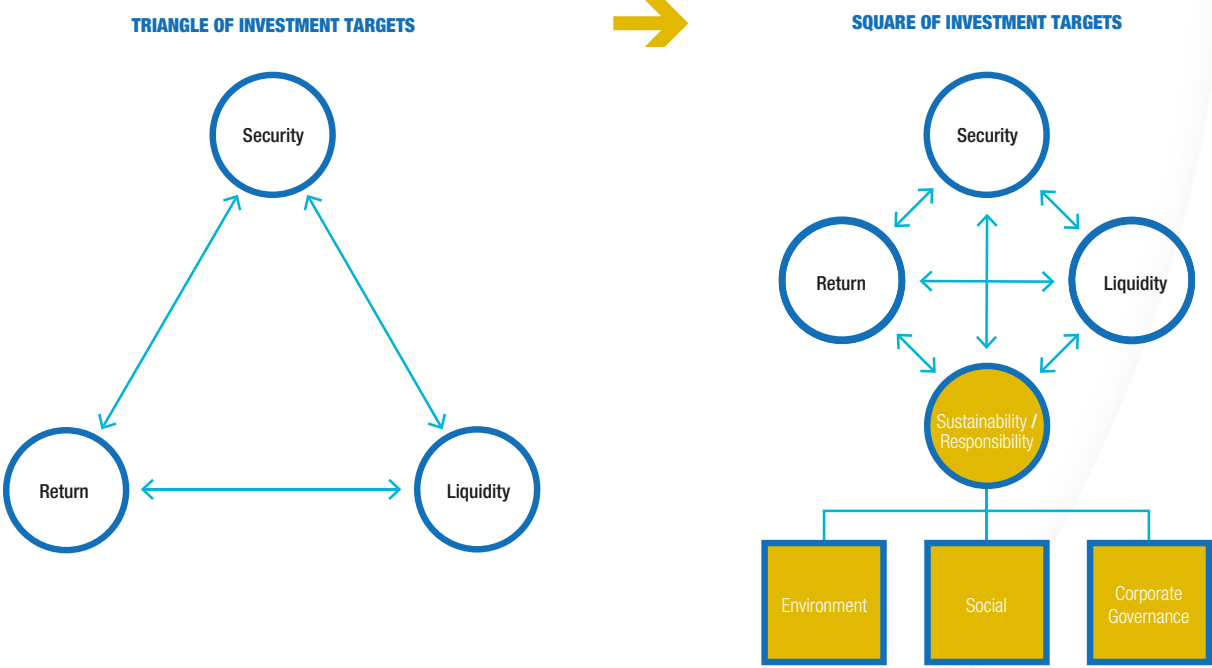 TRIANGLE OF INVESTMENT TARGETS
Security
Return
Liquidity
SQUARE OF INVESTMENT TARGETS
Security
Return
Liquidity
Sustainability /
Responsibility
Environment
Social
Corporate
Governance